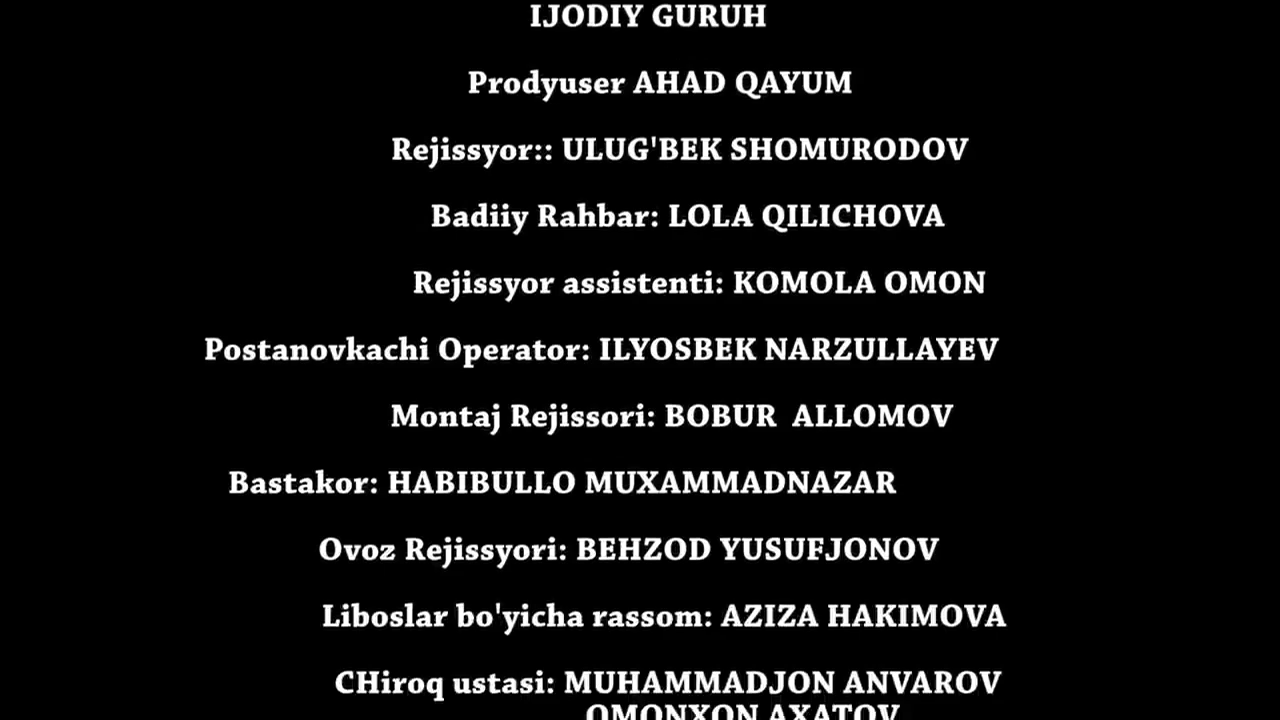 IJODIY GURUH
Prodyuser AHAD QAYUM
Rejissyor:: ULUG'BEK SHOMURODOV
Badiiy Rahbar: LOLA QILICHOVA
Rejissyor assistenti: KOMOLA OMON
Postanovkachi Operator: ILYOSBEK NARZULLAYEV
Montaj Rejissori: BOBUR  ALLOMOV
Bastakor: HABIBULLO MUXAMMADNAZAR
Ovoz Rejissyori: BEHZOD YUSUFJONOV
Liboslar bo'yicha rassom: AZIZA HAKIMOVA
CHiroq ustasi: MUHAMMADJON ANVAROV
OMONXON AXATOV